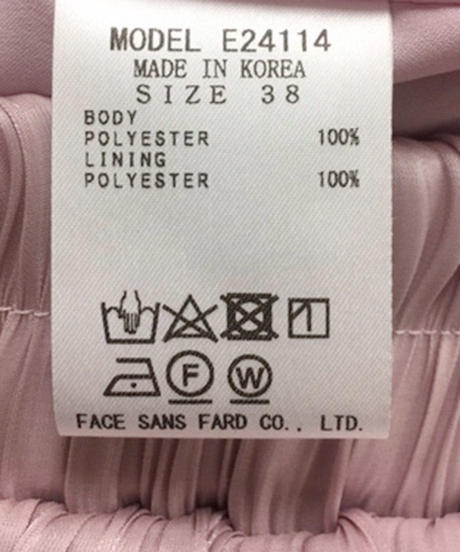 MODEL E24114
MADE IN KOREA
SIZE 38
BODY
POLYESTER 100%
LINING
POLYESTER 100%
F W
FACE SANS FARD CO., LTD.